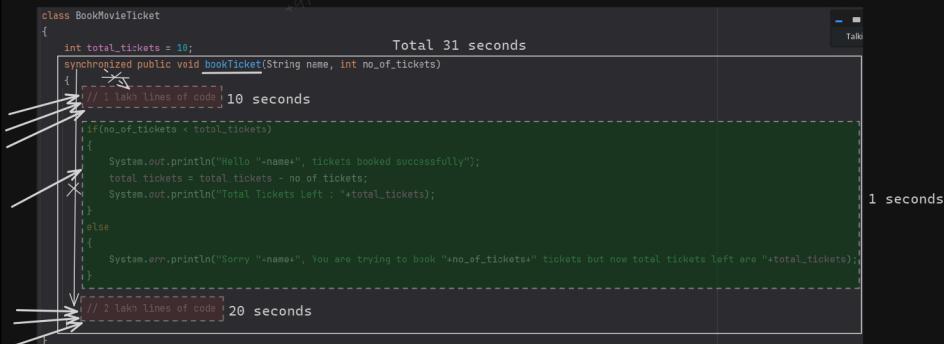 class BookMovieTicket
{
Talki
int total_tickets = 10;
Total 31 seconds
synchronized public void bookTicket(String name, int no_of_tickets)
{
// 1 lakh lines of code 10 seconds
if(no_of_tickets < total_tickets)
{
System.out.println("Hello "+name+", tickets booked successfully");
total_tickets = total_tickets - no_of_tickets;
System.out.println("Total Tickets Left : "+total_tickets);
1 seconds
}
else
{
System.err.println("Sorry "+name+", You are trying to book "+no_of_tickets+" tickets but now total tickets left are "+total_tickets);
}
// 2 lakh lines of code 20 seconds
}